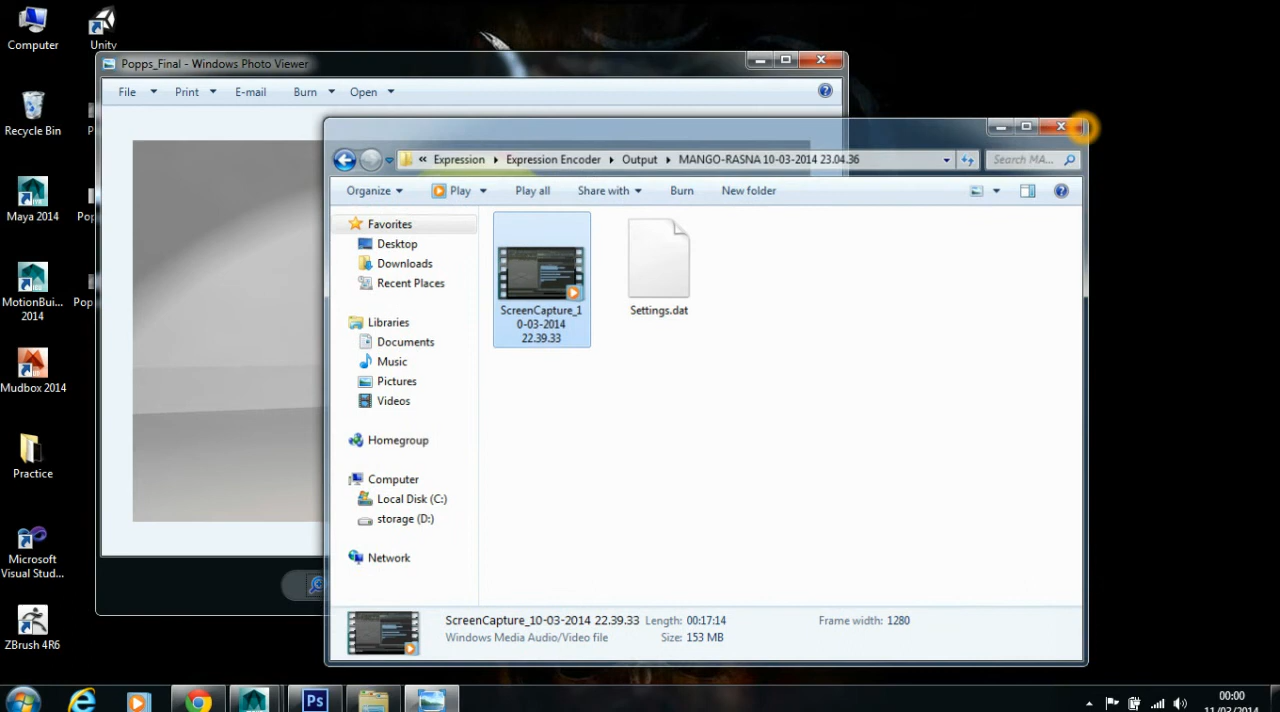 Computer
Unity
Recycle Bin
Maya 2014
MotionBui...
2014
Mudbox 2014
Practice
Microsoft
Visual Stud...
ZBrush 4R6
Popps_Final - Windows Photo Viewer
File
Print
E-mail
Burn
Open
« Expression
Expression Encoder
Output
MANGO-RASNA 10-03-2014 23.04.36
Search MA...
Organize
Play
Play all
Share with
Burn
New folder
Favorites
Desktop
Downloads
Recent Places
Libraries
Documents
Music
Pictures
Videos
Homegroup
Computer
Local Disk (C:)
storage (D:)
Network
ScreenCapture_1
0-03-2014
22.39.33
Settings.dat
ScreenCapture_10-03-2014 22.39.33 Length: 00:17:14 Frame width: 1280
Windows Media Audio/Video file Size: 153 MB
Ps
00:00
11/03/2014